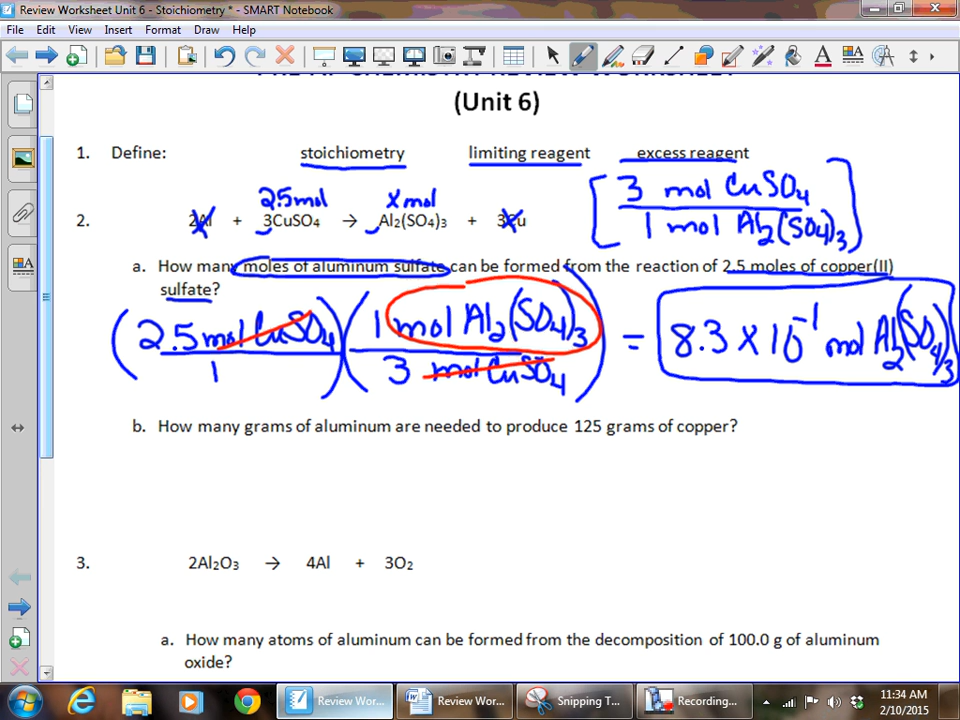 Review Worksheet Unit 6 - Stoichiometry * - SMART Notebook
File Edit View Insert Format Draw Help
(Unit 6)
1. Define: stoichiometry limiting reagent excess reagent
2.5 mol x mol
3 mol CuSO4
1 mol Al2(SO4)3
2. 2Al + 3CuSO₄ → Al₂(SO₄)₃ + 3Cu
a. How many moles of aluminum sulfate can be formed from the reaction of 2.5 moles of copper(II)
sulfate?
(2.5 mol CuSO4 / 1) (1 mol Al2(SO4)3 / 3 mol CuSO4) = 8.3 x 10⁻¹ mol Al2(SO4)3
b. How many grams of aluminum are needed to produce 125 grams of copper?
3. 2Al₂O₃ → 4Al + 3O₂
a. How many atoms of aluminum can be formed from the decomposition of 100.0 g of aluminum
oxide?
Review Wor... Review Wor... Snipping T... Recording...
11:34 AM
2/10/2015